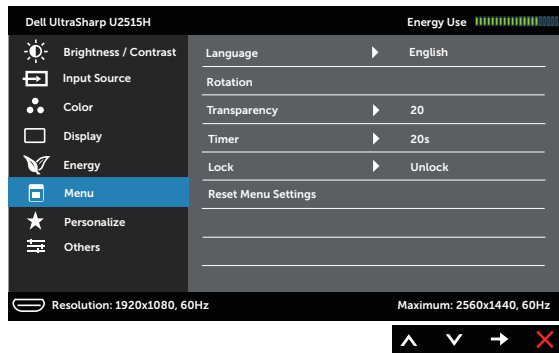 Dell UltraSharp U2515H Energy Use
Brightness / Contrast
Input Source
Color
Display
Energy
Menu
Personalize
Others
Language English
Rotation
Transparency 20
Timer 20s
Lock Unlock
Reset Menu Settings
Resolution: 1920x1080, 60Hz Maximum: 2560x1440, 60Hz